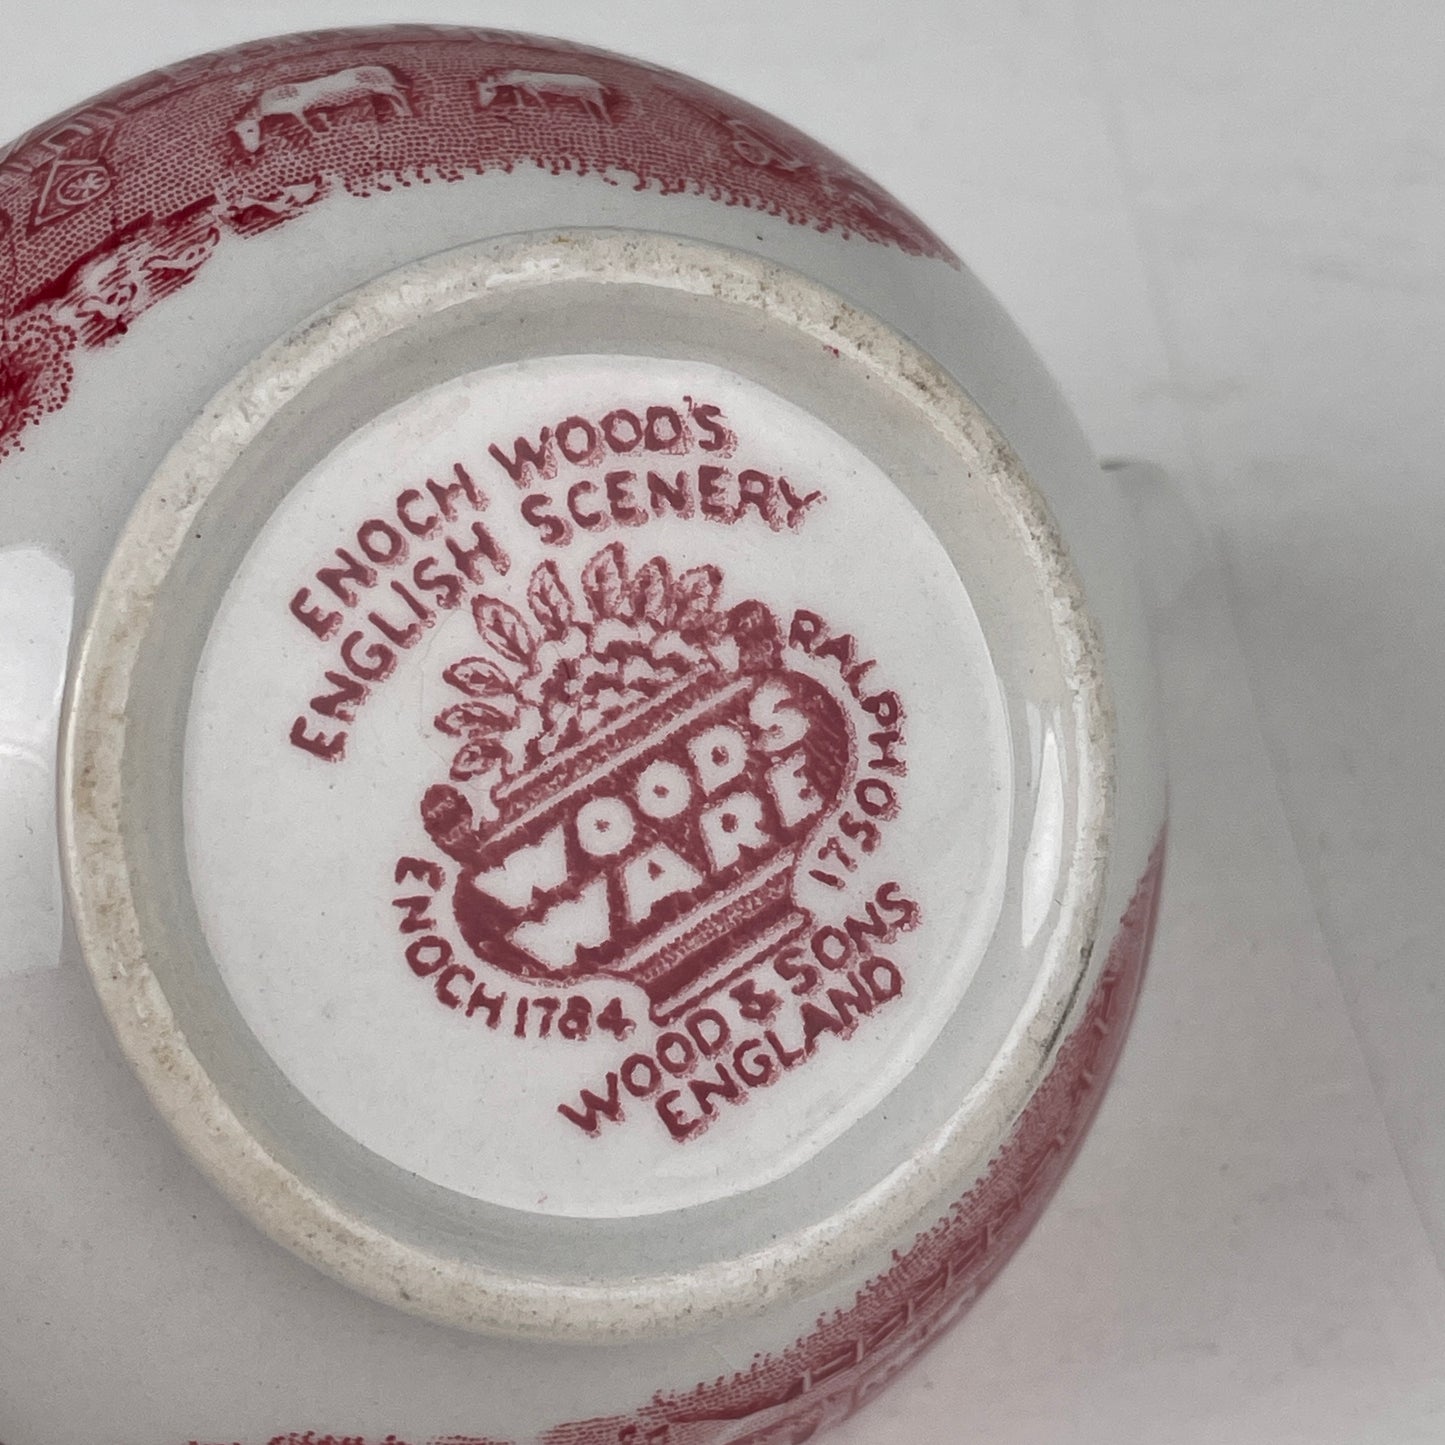 ENOCH WOOD'S
ENGLISH SCENERY
WOODS
WARE
ENOCH 1784
RALPH 1750
WOOD & SONS
ENGLAND